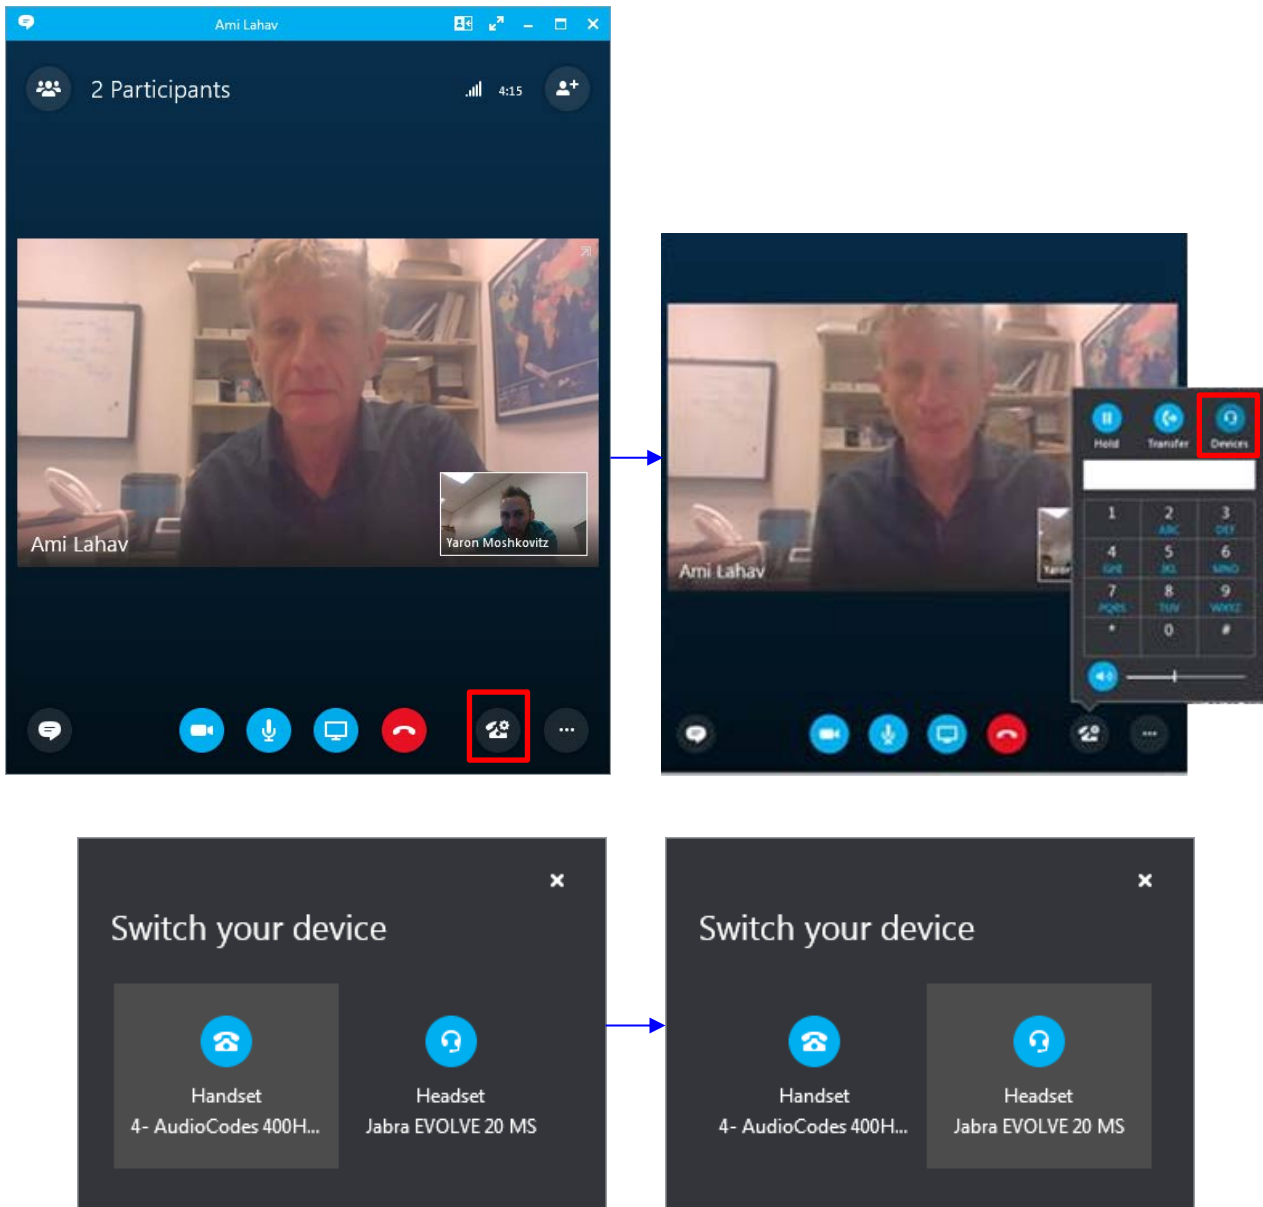 Ami Lahav
2 Participants
4:15
Ami Lahav
Yaron Moshkovitz
Hold Transfer Devices
1 2 3
ABC DEF
4 5 6
GHI JKL MNO
7 8 9
PQRS TUV WXYZ
* 0 #
Ami Lahav
Switch your device
Handset
4- AudioCodes 400H...
Headset
Jabra EVOLVE 20 MS
Switch your device
Handset
4- AudioCodes 400H...
Headset
Jabra EVOLVE 20 MS